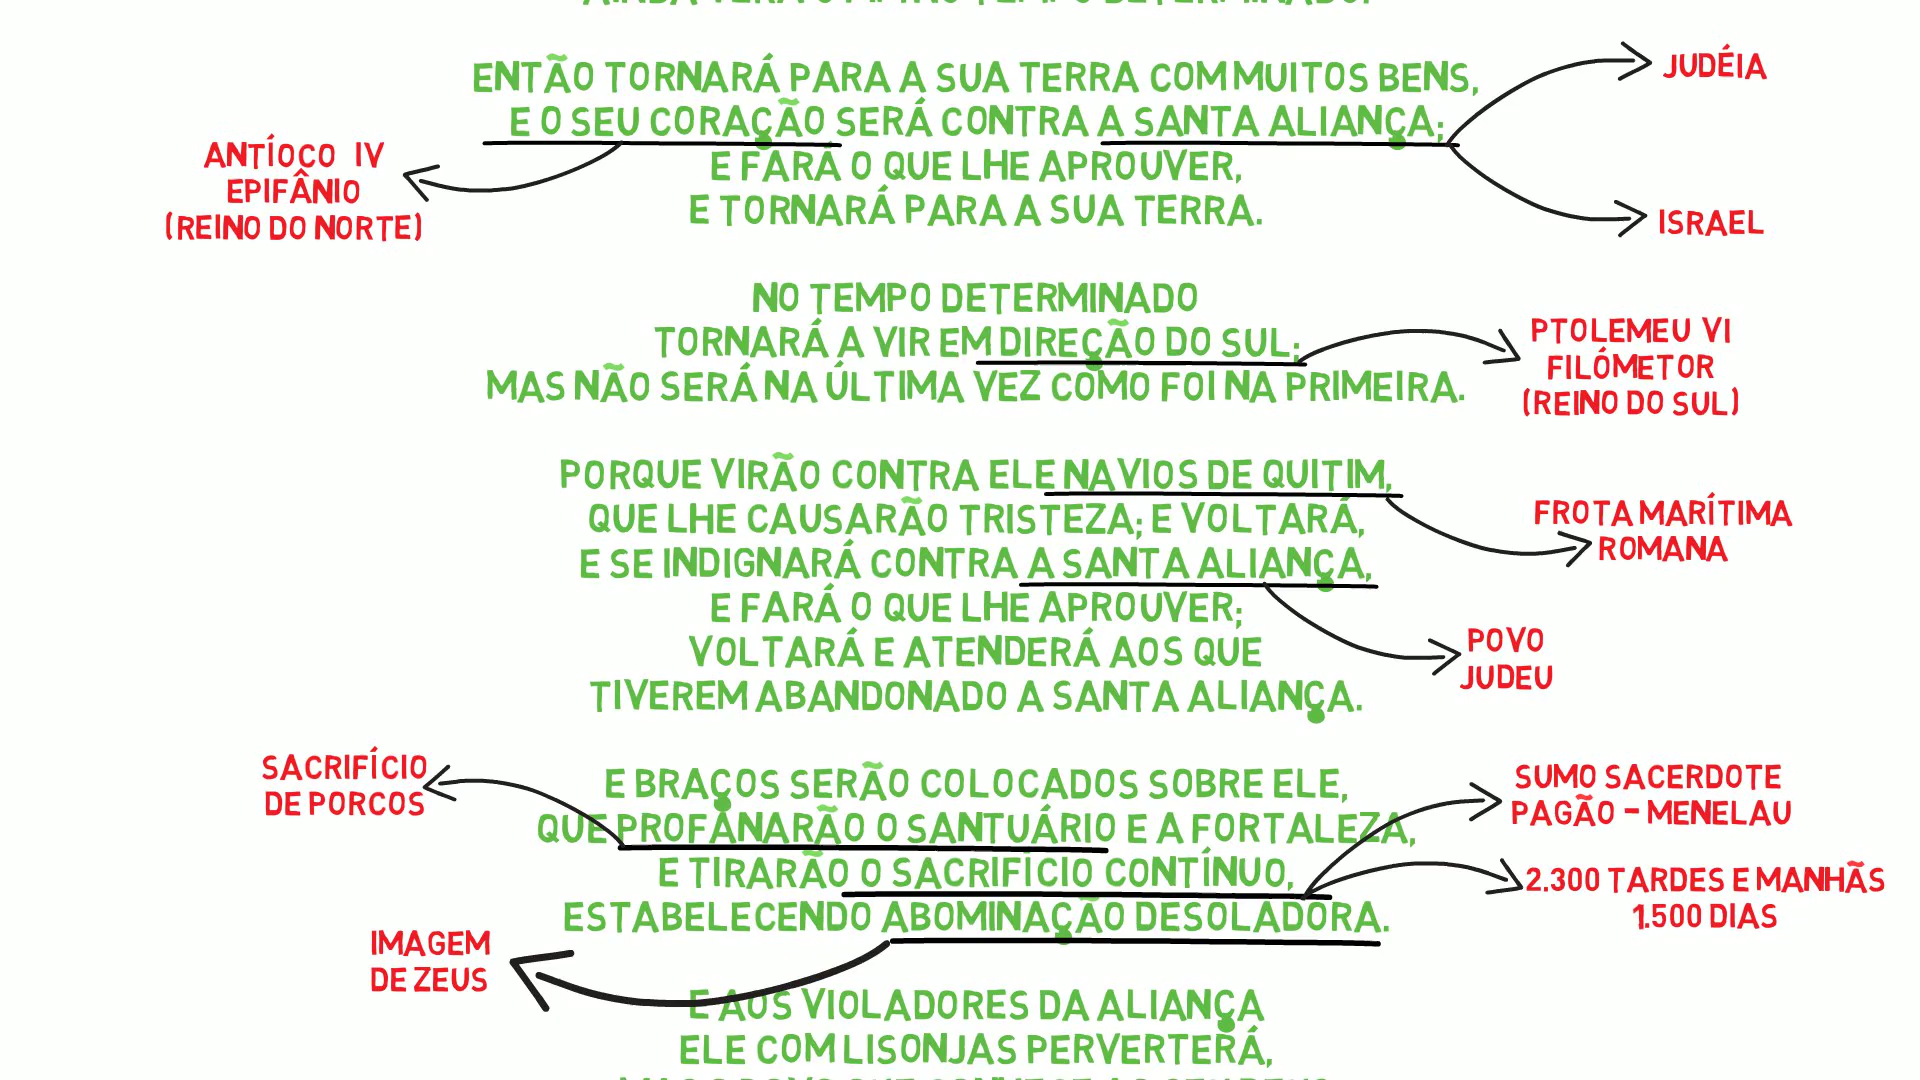 AINDA VERÁ O FIM AO TEMPO DETERMINADO.
ENTÃO TORNARÁ PARA A SUA TERRA COM MUITOS BENS,
E O SEU CORAÇÃO SERÁ CONTRA A SANTA ALIANÇA;
E FARÁ O QUE LHE APROUVER,
E TORNARÁ PARA A SUA TERRA.
JUDÉIA
ANTÍOCO IV
EPIFÂNIO
(REINO DO NORTE)
ISRAEL
NO TEMPO DETERMINADO
TORNARÁ A VIR EM DIREÇÃO DO SUL;
MAS NÃO SERÁ NA ÚLTIMA VEZ COMO FOI NA PRIMEIRA.
PTOLEMEU VI
FILÓMETOR
(REINO DO SUL)
PORQUE VIRÃO CONTRA ELE NAVIOS DE QUITIM,
QUE LHE CAUSARÃO TRISTEZA; E VOLTARÁ,
E SE INDIGNARÁ CONTRA A SANTA ALIANÇA,
E FARÁ O QUE LHE APROUVER;
VOLTARÁ E ATENDERÁ AOS QUE
TIVEREM ABANDONADO A SANTA ALIANÇA.
FROTA MARÍTIMA
ROMANA
POVO
JUDEU
SACRIFÍCIO
DE PORCOS
E BRAÇOS SERÃO COLOCADOS SOBRE ELE,
QUE PROFANARÃO O SANTUÁRIO E A FORTALEZA,
E TIRARÃO O SACRIFÍCIO CONTÍNUO,
ESTABELECENDO ABOMINAÇÃO DESOLADORA.
SUMO SACERDOTE
PAGÃO - MENELAU
2.300 TARDES E MANHÃS
1.500 DIAS
IMAGEM
DE ZEUS
E AOS VIOLADORES DA ALIANÇA
ELE COM LISONJAS PERVERTERÁ,